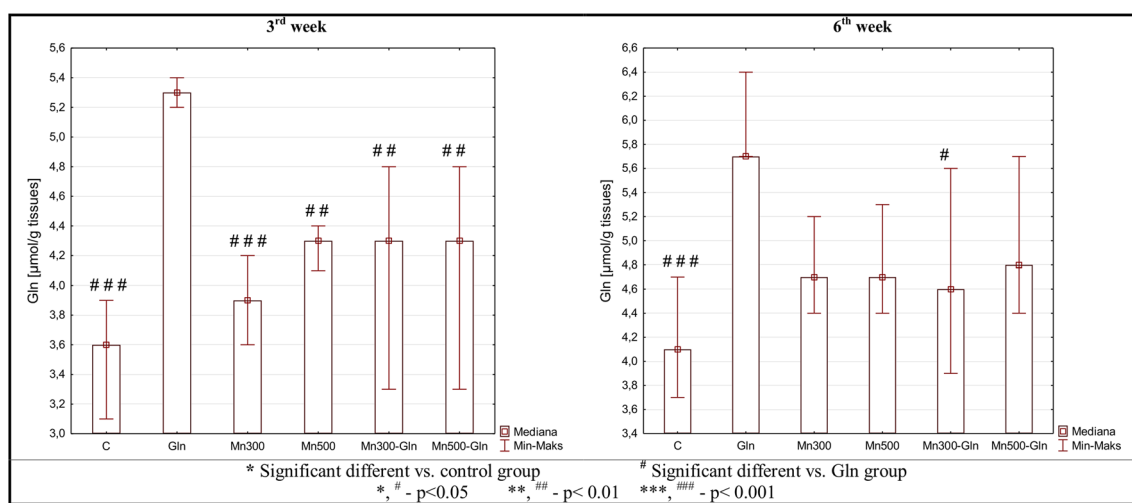 3rd week
5,6
5,4
5,2
5,0
4,8
4,6
4,4
4,2
4,0
3,8
3,6
3,4
3,2
3,0
Gln [µmol/g tissues]
# # #
# # #
# #
# #
# #
C Gln Mn300 Mn500 Mn300-Gln Mn500-Gln
Mediana
Min-Maks
6th week
6,6
6,4
6,2
6,0
5,8
5,6
5,4
5,2
5,0
4,8
4,6
4,4
4,2
4,0
3,8
3,6
3,4
Gln [µmol/g tissues]
# # #
#
C Gln Mn300 Mn500 Mn300-Gln Mn500-Gln
Mediana
Min-Maks
* Significant different vs. control group # Significant different vs. Gln group
*, # - p<0.05 **, ## - p< 0.01 ***, ### - p< 0.001